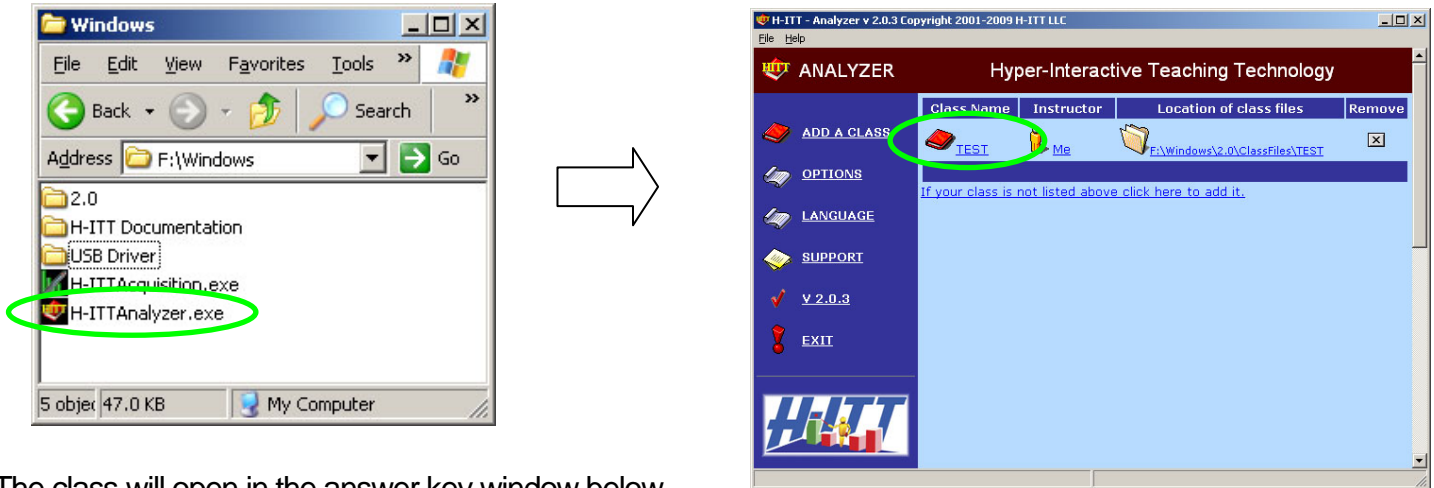 Windows
File Edit View Favorites Tools »
Back Search »
Address F:\Windows Go
2.0
H-ITT Documentation
USB Driver
H-ITTAcquisition.exe
H-ITTAnalyzer.exe
5 objec 47.0 KB My Computer
H-ITT - Analyzer v 2.0.3 Copyright 2001-2009 H-ITT LLC
File Help
HITT ANALYZER Hyper-Interactive Teaching Technology
Class Name Instructor Location of class files Remove
ADD A CLASS TEST Me F:\Windows\2.0\ClassFiles\TEST
OPTIONS
If your class is not listed above click here to add it.
LANGUAGE
SUPPORT
V 2.0.3
EXIT
H-ITT
The class will open in the answer key window below